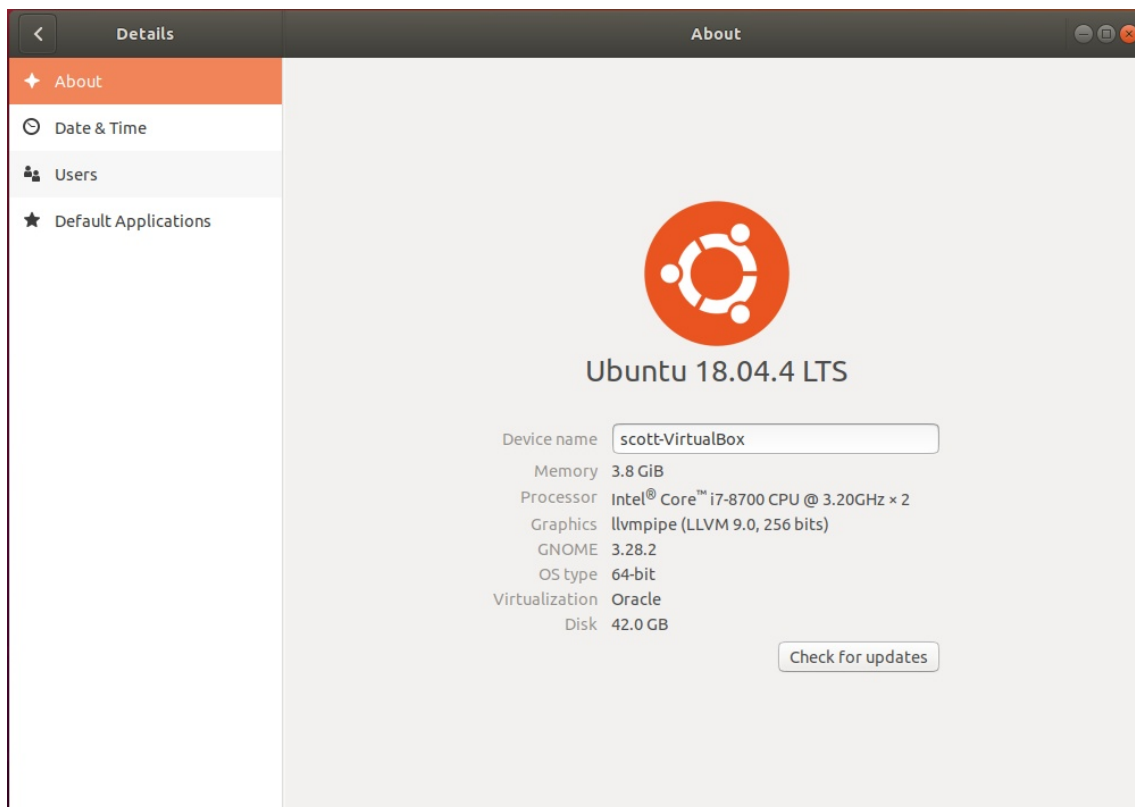 Details
About
About
Date & Time
Users
Default Applications
Ubuntu 18.04.4 LTS
Device name scott-VirtualBox
Memory 3.8 GiB
Processor Intel® Core™ i7-8700 CPU @ 3.20GHz × 2
Graphics llvmpipe (LLVM 9.0, 256 bits)
GNOME 3.28.2
OS type 64-bit
Virtualization Oracle
Disk 42.0 GB
Check for updates